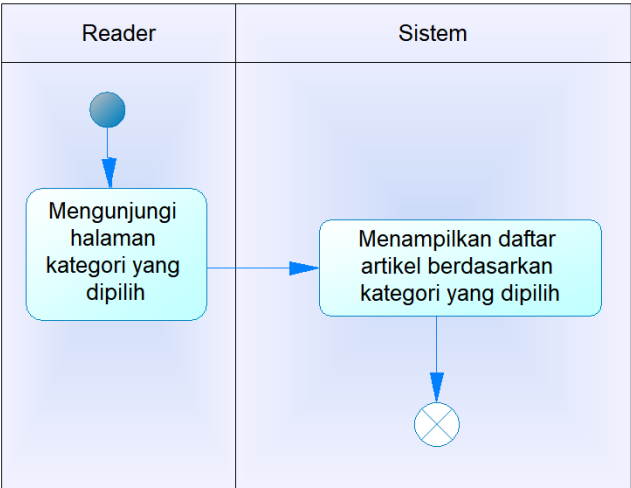 Reader
Sistem
Mengunjungi
halaman
kategori yang
dipilih
Menampilkan daftar
artikel berdasarkan
kategori yang dipilih